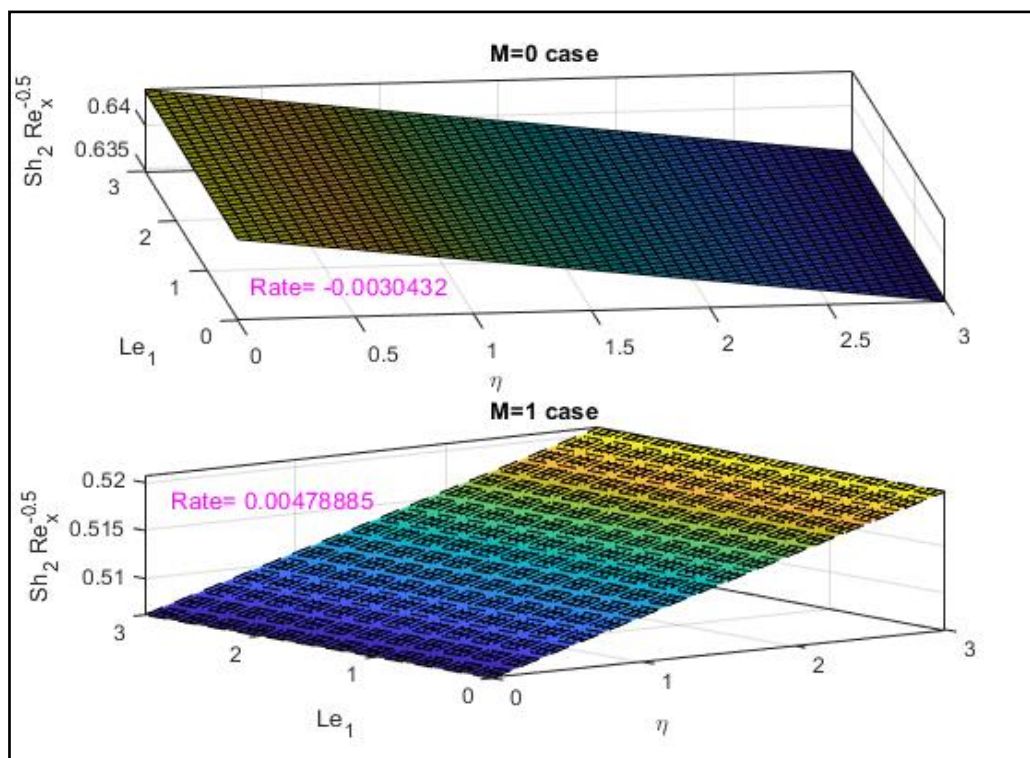 M=0 case
Sh2 Rex^-0.5
0.64
0.635
3
2
1
0
Rate= -0.0030432
Le1
0 0.5 1 1.5 2 2.5 3
η
M=1 case
Sh2 Rex^-0.5
0.52
0.515
0.51
Rate= 0.00478885
3 2 1 0
0 1 2 3
Le1
η